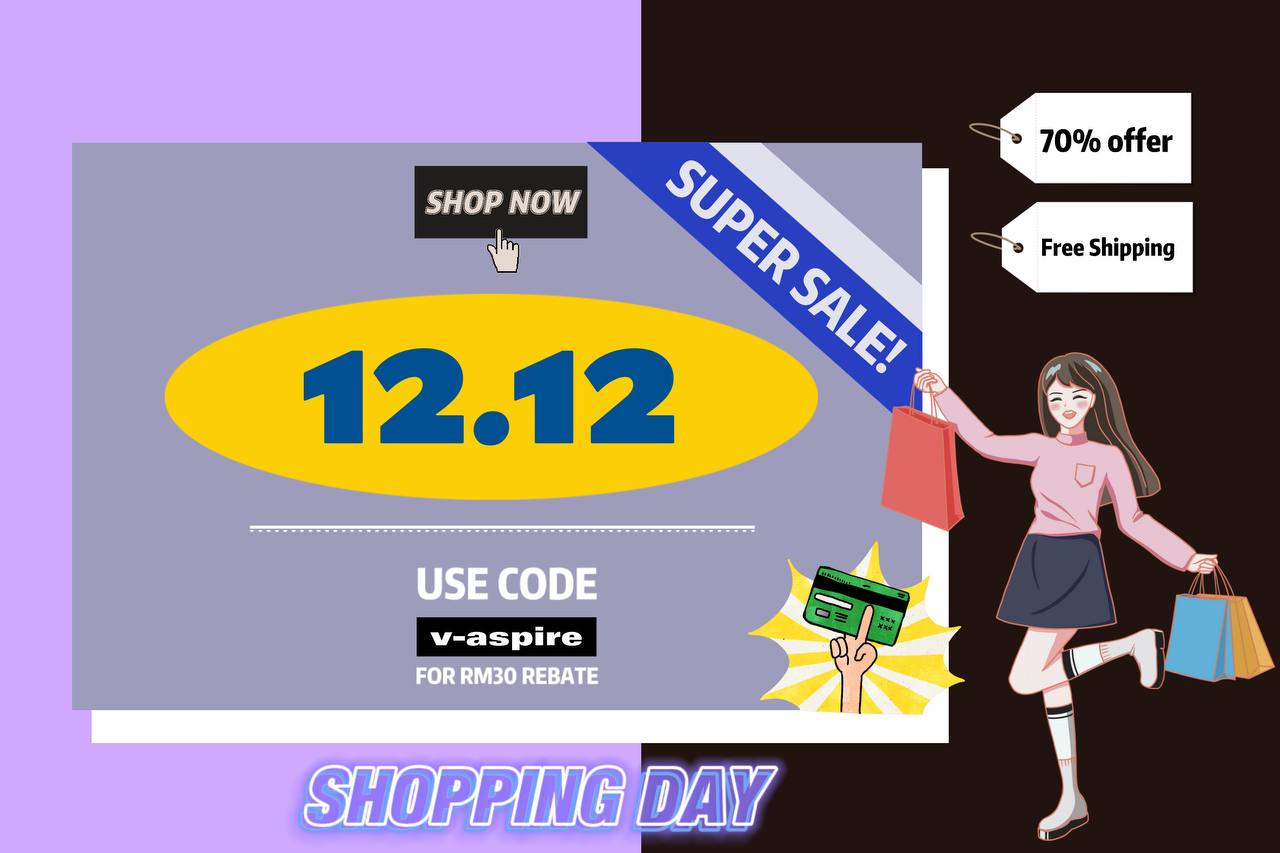 70% offer
Free Shipping
SHOP NOW
SUPER SALE!
12.12
USE CODE
v-aspire
FOR RM30 REBATE
SHOPPING DAY